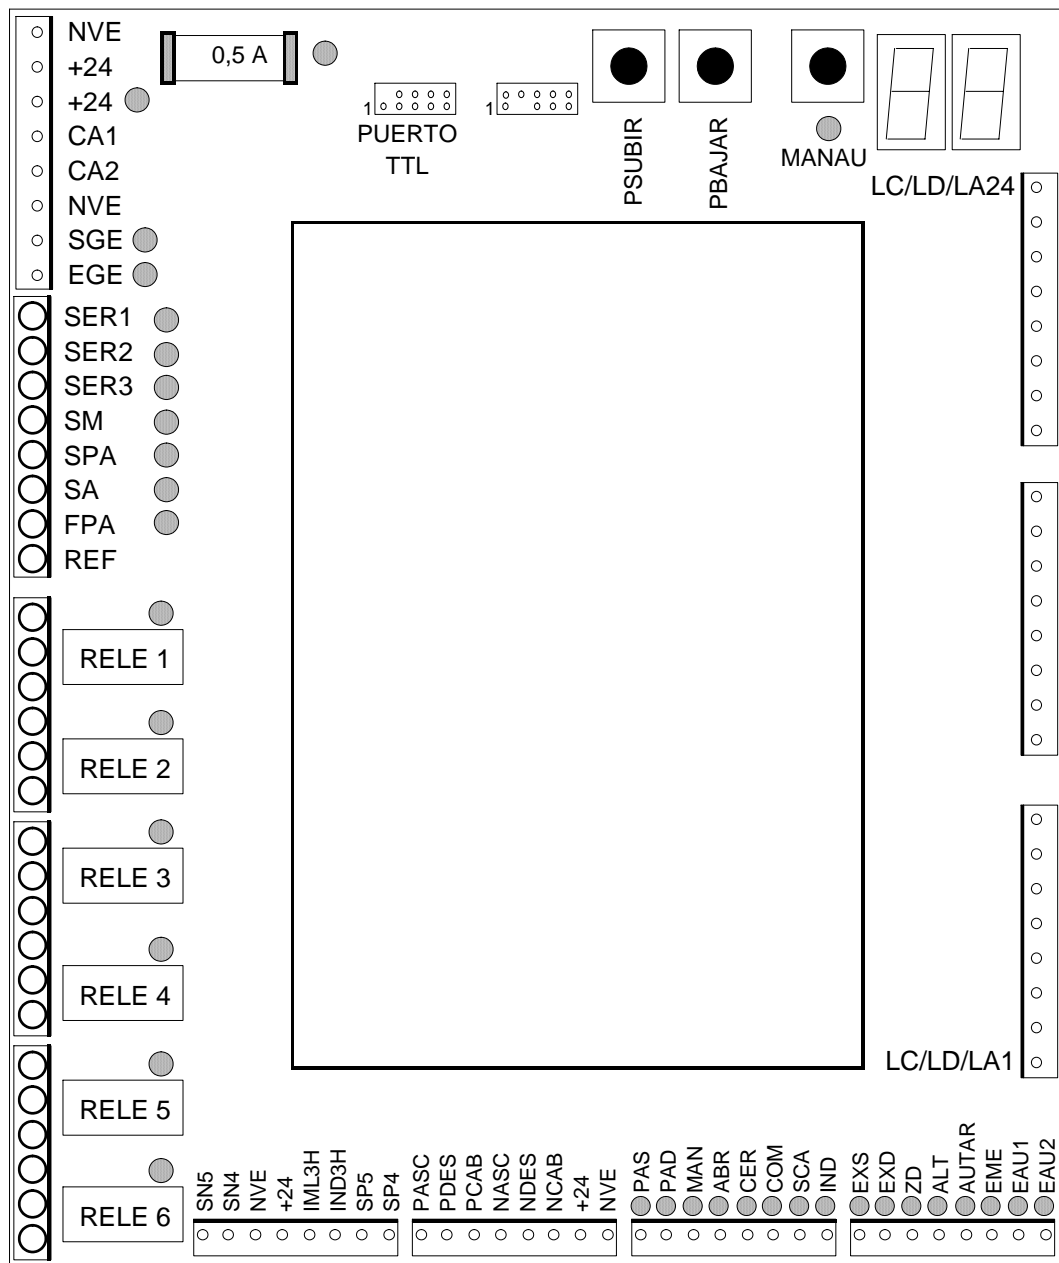 NVE
+24
+24
CA1
CA2
NVE
SGE
EGE
SER1
SER2
SER3
SM
SPA
SA
FPA
REF
0,5 A
1
PUERTO
TTL
1
PSUBIR
PBAJAR
MANAU
LC/LD/LA24
LC/LD/LA1
RELE 1
RELE 2
RELE 3
RELE 4
RELE 5
RELE 6
SN5
SN4
NVE
+24
IML3H
IND3H
SP5
SP4
PASC
PDES
PCAB
NASC
NDES
NCAB
+24
NVE
PAS
PAD
MAN
ABR
CER
COM
SCA
IND
EXS
EXD
ZD
ALT
AUTAR
EME
EAU1
EAU2